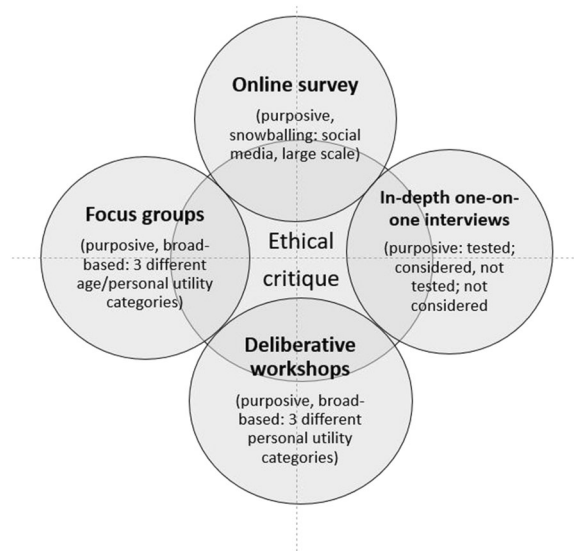 Online survey
(purposive,
snowballing: social
media, large scale)
Focus groups
(purposive, broad-
based: 3 different
age/personal utility
categories)
Ethical
critique
In-depth one-on-
one interviews
(purposive: tested;
considered, not
tested; not
considered
Deliberative
workshops
(purposive, broad-
based: 3 different
personal utility
categories)